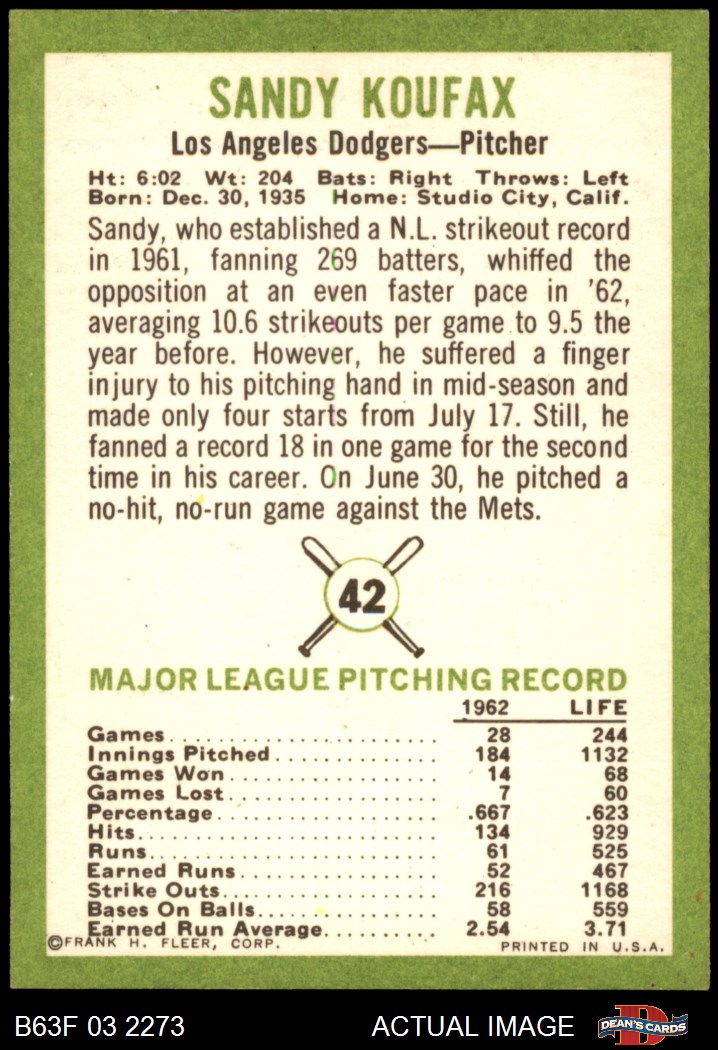 SANDY KOUFAX
Los Angeles Dodgers—Pitcher
Ht: 6:02 Wt: 204 Bats: Right Throws: Left
Born: Dec. 30, 1935 Home: Studio City, Calif.
Sandy, who established a N.L. strikeout record
in 1961, fanning 269 batters, whiffed the
opposition at an even faster pace in '62,
averaging 10.6 strikeouts per game to 9.5 the
year before. However, he suffered a finger
injury to his pitching hand in mid-season and
made only four starts from July 17. Still, he
fanned a record 18 in one game for the second
time in his career. On June 30, he pitched a
no-hit, no-run game against the Mets.
42
MAJOR LEAGUE PITCHING RECORD
1962 LIFE
Games 28 244
Innings Pitched 184 1132
Games Won 14 68
Games Lost 7 60
Percentage .667 .623
Hits 134 929
Runs 61 525
Earned Runs 52 467
Strike Outs 216 1168
Bases On Balls 58 559
Earned Run Average 2.54 3.71
©FRANK H. FLEER, CORP. PRINTED IN U.S.A.
B63F 03 2273 ACTUAL IMAGE DEAN'S CARDS